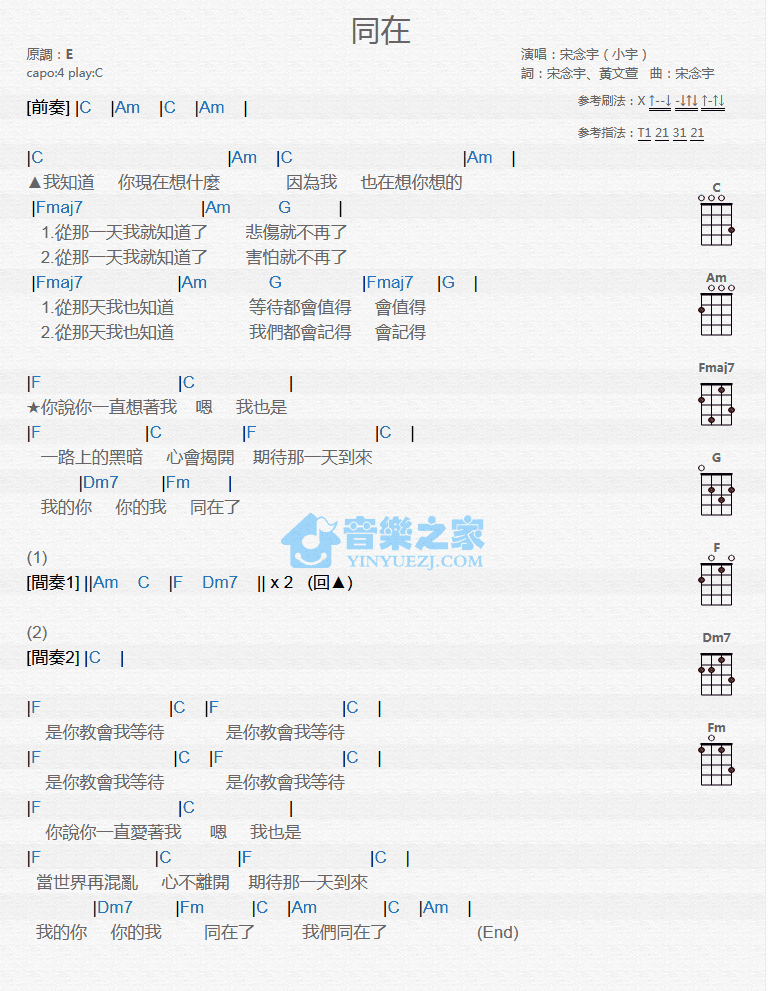 同在
原調：E
capo:4 play:C
演唱：宋念宇（小宇）
詞：宋念宇、黃文萱　曲：宋念宇
參考刷法：X ↑--↓ -↓↑↓ ↑-↑↓
參考指法：T1 21 31 21
[前奏] |C |Am |C |Am |
|C |Am |C |Am |
▲我知道 你現在想什麼 因為我 也在想你想的
|Fmaj7 |Am G |
1.從那一天我就知道了 悲傷就不再了
2.從那一天我就知道了 害怕就不再了
|Fmaj7 |Am G |Fmaj7 |G |
1.從那天我也知道 等待都會值得 會值得
2.從那天我也知道 我們都會記得 會記得
|F |C |
★你說你一直想著我 嗯 我也是
|F |C |F |C |
一路上的黑暗 心會揭開 期待那一天到來
|Dm7 |Fm |
我的你 你的我 同在了
音樂之家
YINYUEZJ.COM
(1)
[間奏1] ||Am C |F Dm7 || x 2 (回▲)
(2)
[間奏2] |C |
|F |C |F |C |
是你教會我等待 是你教會我等待
|F |C |F |C |
是你教會我等待 是你教會我等待
|F |C |
你說你一直愛著我 嗯 我也是
|F |C |F |C |
當世界再混亂 心不離開 期待那一天到來
|Dm7 |Fm |C |Am |C |Am |
我的你 你的我 同在了 我們同在了 (End)
C
Am
Fmaj7
G
F
Dm7
Fm